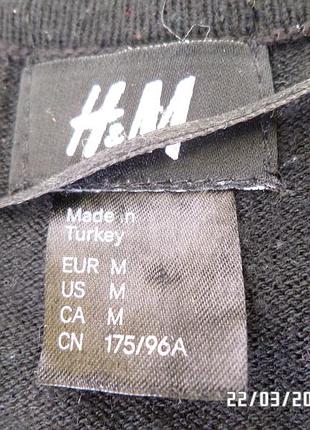 H&M
Made in
Turkey
EUR M
US M
CA M
CN 175/96A
22/03/20